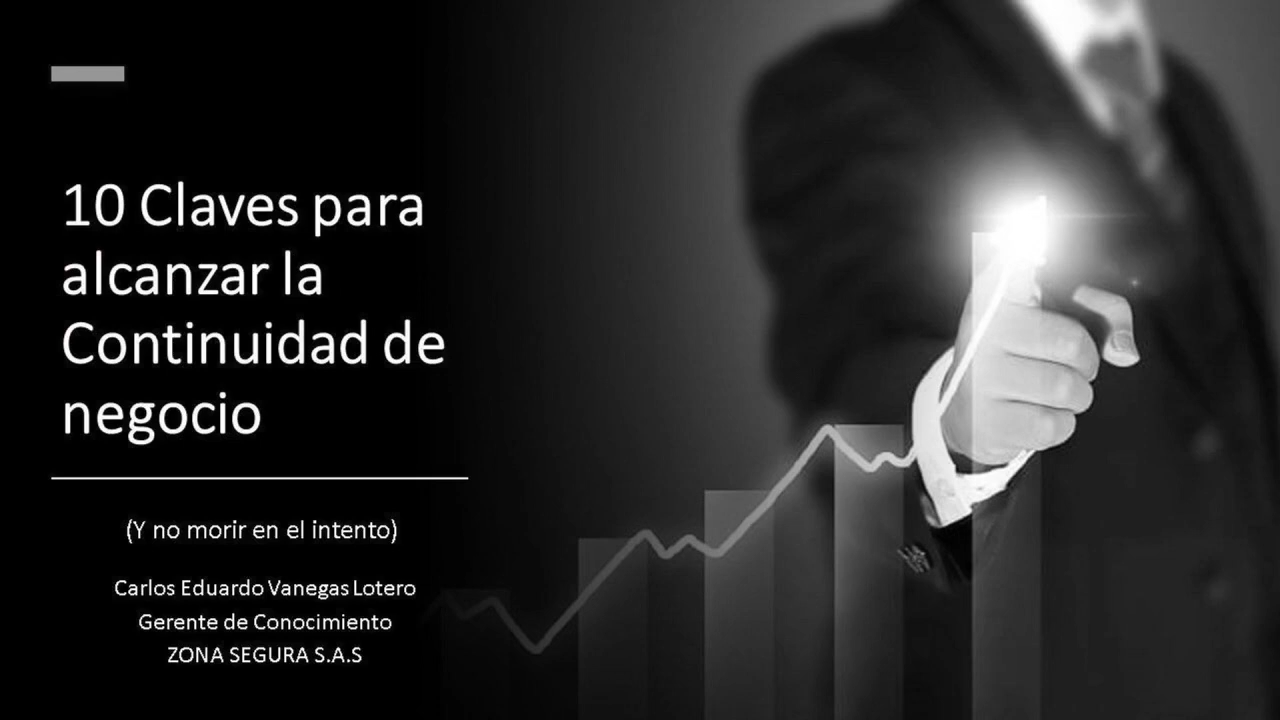 10 Claves para
alcanzar la
Continuidad de
negocio
(Y no morir en el intento)
Carlos Eduardo Vanegas Lotero
Gerente de Conocimiento
ZONA SEGURA S.A.S